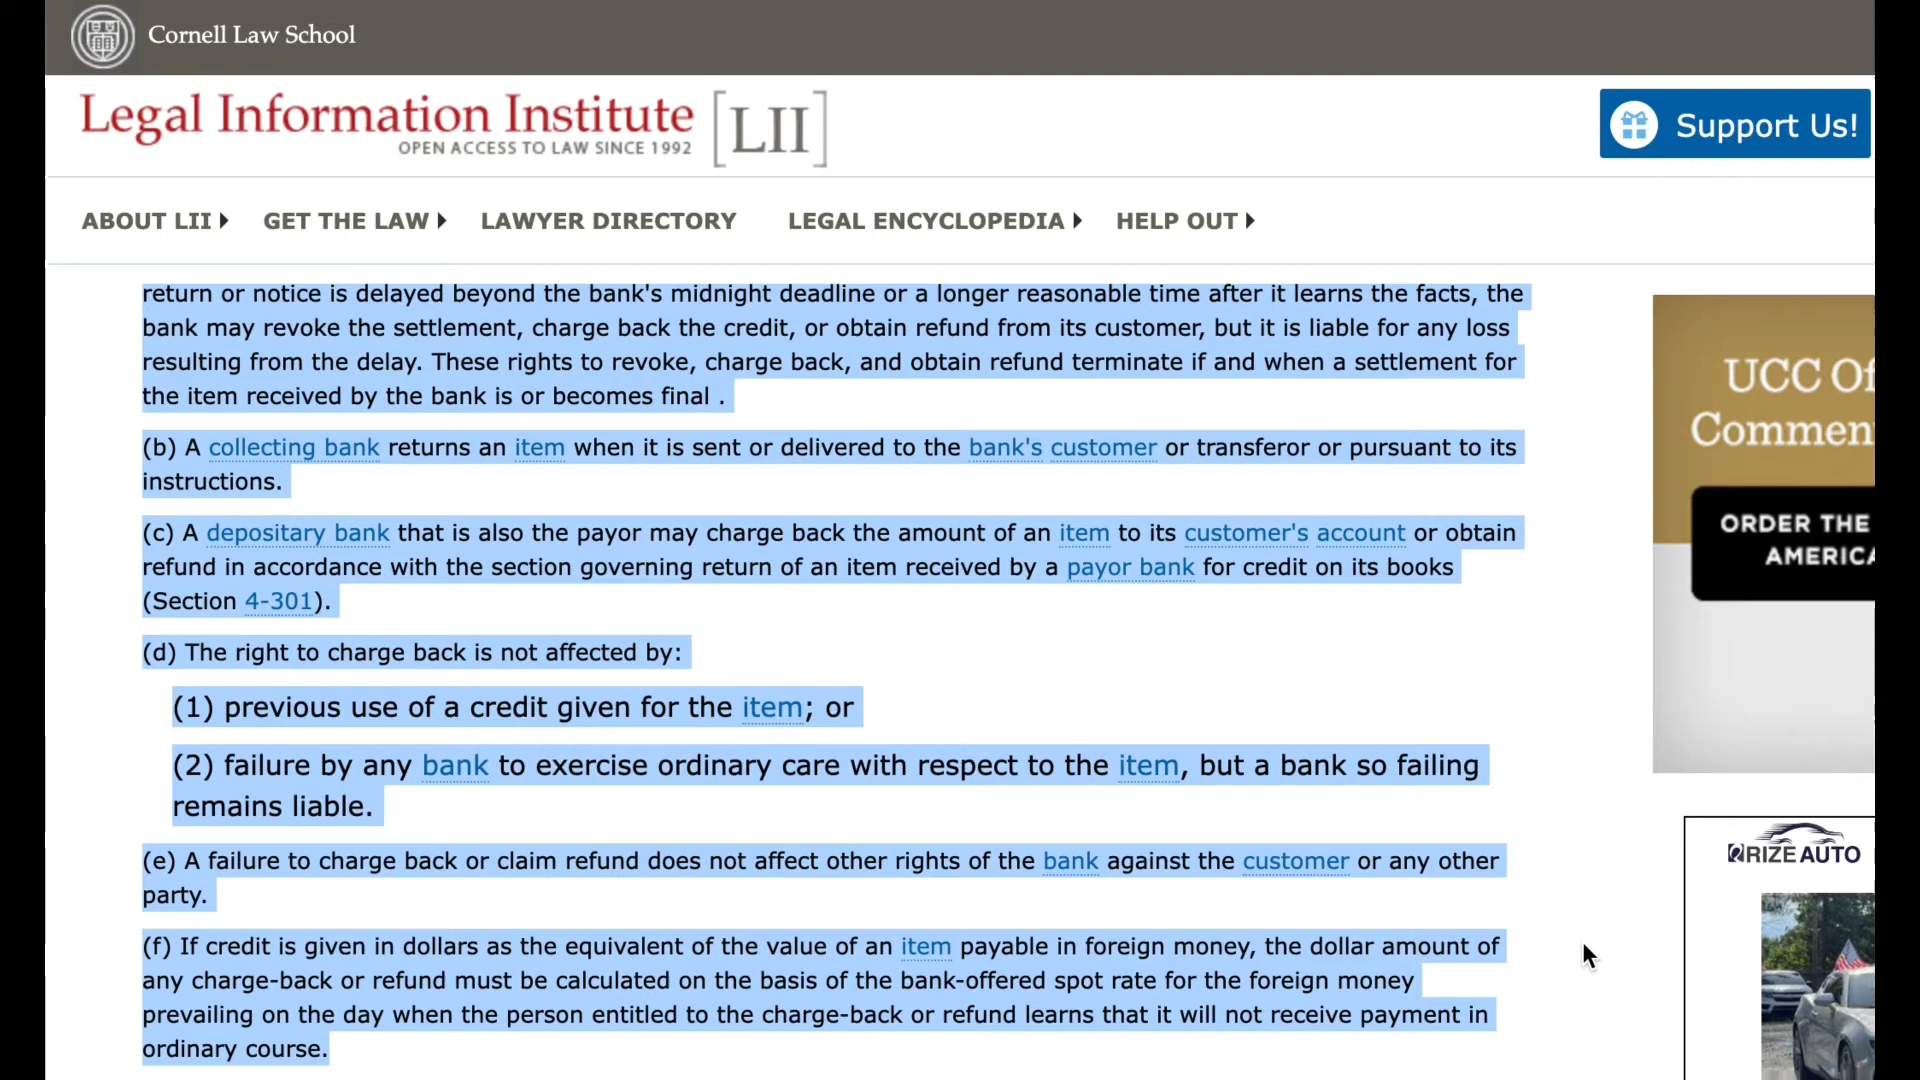 Cornell Law School
Legal Information Institute
OPEN ACCESS TO LAW SINCE 1992
[LII]
Support Us!
ABOUT LII
GET THE LAW
LAWYER DIRECTORY
LEGAL ENCYCLOPEDIA
HELP OUT
return or notice is delayed beyond the bank's midnight deadline or a longer reasonable time after it learns the facts, the
bank may revoke the settlement, charge back the credit, or obtain refund from its customer, but it is liable for any loss
resulting from the delay. These rights to revoke, charge back, and obtain refund terminate if and when a settlement for
the item received by the bank is or becomes final .
(b) A collecting bank returns an item when it is sent or delivered to the bank's customer or transferor or pursuant to its
instructions.
(c) A depositary bank that is also the payor may charge back the amount of an item to its customer's account or obtain
refund in accordance with the section governing return of an item received by a payor bank for credit on its books
(Section 4-301).
(d) The right to charge back is not affected by:
(1) previous use of a credit given for the item; or
(2) failure by any bank to exercise ordinary care with respect to the item, but a bank so failing
remains liable.
(e) A failure to charge back or claim refund does not affect other rights of the bank against the customer or any other
party.
(f) If credit is given in dollars as the equivalent of the value of an item payable in foreign money, the dollar amount of
any charge-back or refund must be calculated on the basis of the bank-offered spot rate for the foreign money
prevailing on the day when the person entitled to the charge-back or refund learns that it will not receive payment in
ordinary course.
UCC Of
Commen
ORDER THE
AMERICA
RIZE AUTO